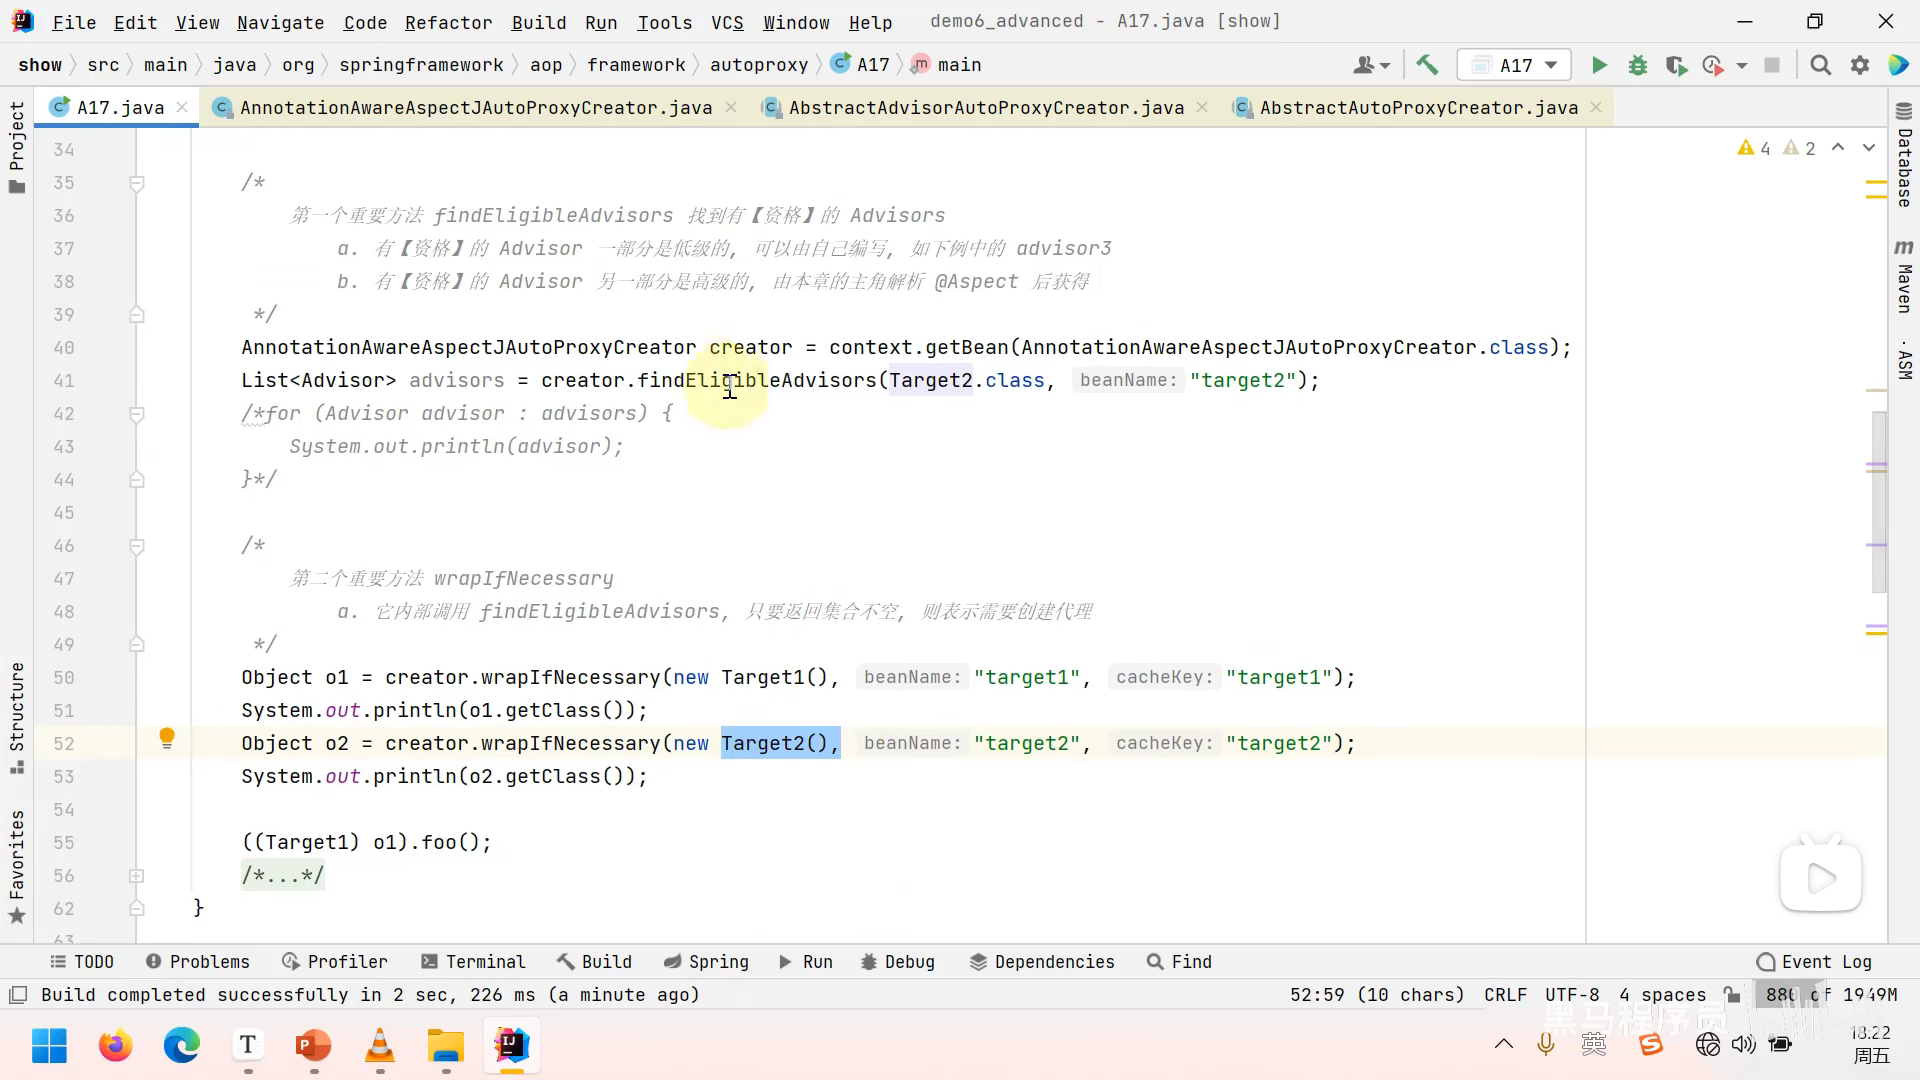 File Edit View Navigate Code Refactor Build Run Tools VCS Window Help demo6_advanced - A17.java [show]
show src main java org springframework aop framework autoproxy A17 main A17
A17.java AnnotationAwareAspectJAutoProxyCreator.java AbstractAdvisorAutoProxyCreator.java AbstractAutoProxyCreator.java
Project
Structure
Favorites
Database
Maven
ASM
4 2
34
35 /*
36 第一个重要方法 findEligibleAdvisors 找到有【资格】的 Advisors
37 a. 有【资格】的 Advisor 一部分是低级的, 可以由自己编写, 如下例中的 advisor3
38 b. 有【资格】的 Advisor 另一部分是高级的, 由本章的主角解析 @Aspect 后获得
39 */
40 AnnotationAwareAspectJAutoProxyCreator creator = context.getBean(AnnotationAwareAspectJAutoProxyCreator.class);
41 List<Advisor> advisors = creator.findEligibleAdvisors(Target2.class, beanName: "target2");
42 /*for (Advisor advisor : advisors) {
43 System.out.println(advisor);
44 }*/
45
46 /*
47 第二个重要方法 wrapIfNecessary
48 a. 它内部调用 findEligibleAdvisors, 只要返回集合不空, 则表示需要创建代理
49 */
50 Object o1 = creator.wrapIfNecessary(new Target1(), beanName: "target1", cacheKey: "target1");
51 System.out.println(o1.getClass());
52 Object o2 = creator.wrapIfNecessary(new Target2(), beanName: "target2", cacheKey: "target2");
53 System.out.println(o2.getClass());
54
55 ((Target1) o1).foo();
56 /*...*/
62 }
63
TODO Problems Profiler Terminal Build Spring Run Debug Dependencies Find Event Log
Build completed successfully in 2 sec, 226 ms (a minute ago) 52:59 (10 chars) CRLF UTF-8 4 spaces 880 of 1949M
黑马程序员
英 18:22
周五